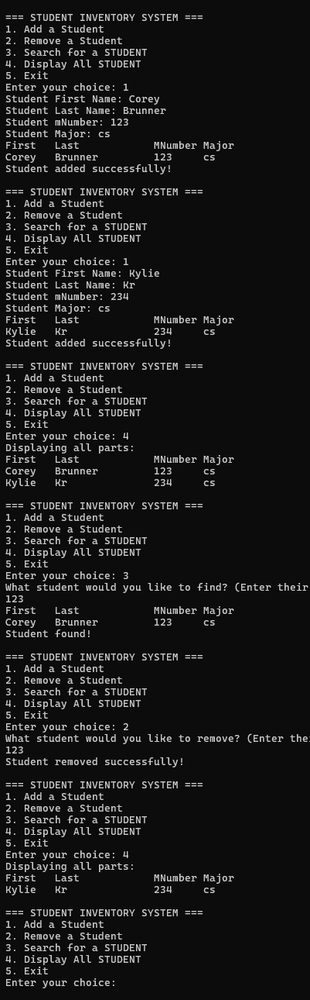 === STUDENT INVENTORY SYSTEM ===
1. Add a Student
2. Remove a Student
3. Search for a STUDENT
4. Display All STUDENT
5. Exit
Enter your choice: 1
Student First Name: Corey
Student Last Name: Brunner
Student mNumber: 123
Student Major: cs
First   Last            MNumber Major
Corey   Brunner         123     cs
Student added successfully!

=== STUDENT INVENTORY SYSTEM ===
1. Add a Student
2. Remove a Student
3. Search for a STUDENT
4. Display All STUDENT
5. Exit
Enter your choice: 1
Student First Name: Kylie
Student Last Name: Kr
Student mNumber: 234
Student Major: cs
First   Last            MNumber Major
Kylie   Kr              234     cs
Student added successfully!

=== STUDENT INVENTORY SYSTEM ===
1. Add a Student
2. Remove a Student
3. Search for a STUDENT
4. Display All STUDENT
5. Exit
Enter your choice: 4
Displaying all parts:
First   Last            MNumber Major
Corey   Brunner         123     cs
Kylie   Kr              234     cs

=== STUDENT INVENTORY SYSTEM ===
1. Add a Student
2. Remove a Student
3. Search for a STUDENT
4. Display All STUDENT
5. Exit
Enter your choice: 3
What student would you like to find? (Enter their
123
First   Last            MNumber Major
Corey   Brunner         123     cs
Student found!

=== STUDENT INVENTORY SYSTEM ===
1. Add a Student
2. Remove a Student
3. Search for a STUDENT
4. Display All STUDENT
5. Exit
Enter your choice: 2
What student would you like to remove? (Enter
123
Student removed successfully!

=== STUDENT INVENTORY SYSTEM ===
1. Add a Student
2. Remove a Student
3. Search for a STUDENT
4. Display All STUDENT
5. Exit
Enter your choice: 4
Displaying all parts:
First   Last            MNumber Major
Kylie   Kr              234     cs

=== STUDENT INVENTORY SYSTEM ===
1. Add a Student
2. Remove a Student
3. Search for a STUDENT
4. Display All STUDENT
5. Exit
Enter your choice: